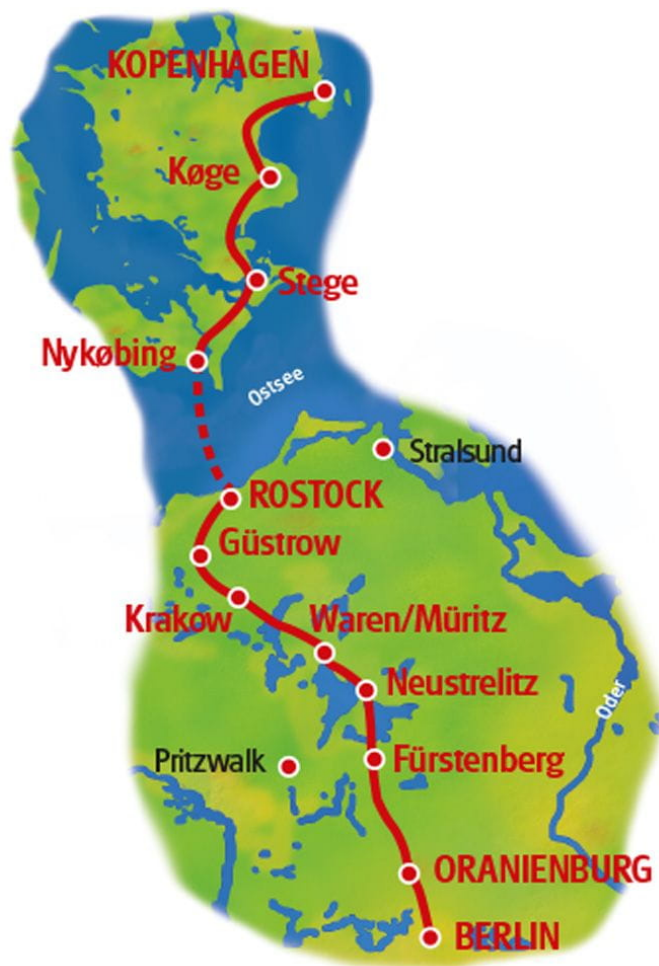 KOPENHAGEN
Køge
Stege
Nykøbing
Ostsee
Stralsund
ROSTOCK
Güstrow
Krakow
Waren/Müritz
Neustrelitz
Oder
Pritzwalk
Fürstenberg
ORANIENBURG
BERLIN